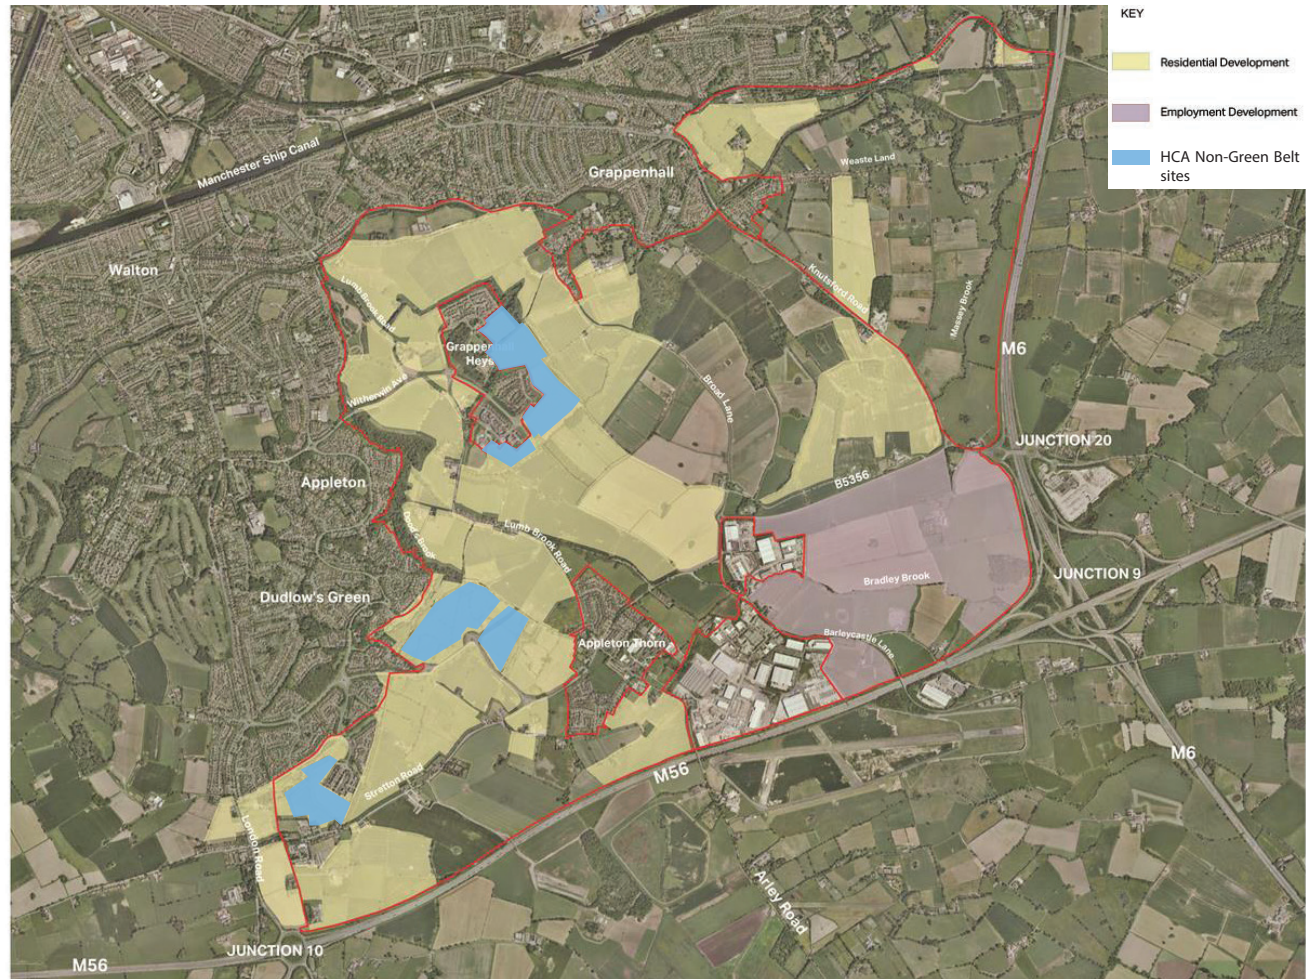 KEY
Residential Development
Employment Development
HCA Non-Green Belt
sites
Manchester Ship Canal
Grappenhall
Weaste Land
Walton
Lumb Brook Road
Knutsford Road
Massey Brook
M6
Heys
Witherwin Ave
Broad Lane
JUNCTION 20
Appleton
B5356
Lumb Brook Road
JUNCTION 9
Bradley Brook
Dudlow's Green
Barleycastle Lane
Appleton Thorn
M6
M56
Stretton Road
London Road
Arley Road
JUNCTION 10
M56